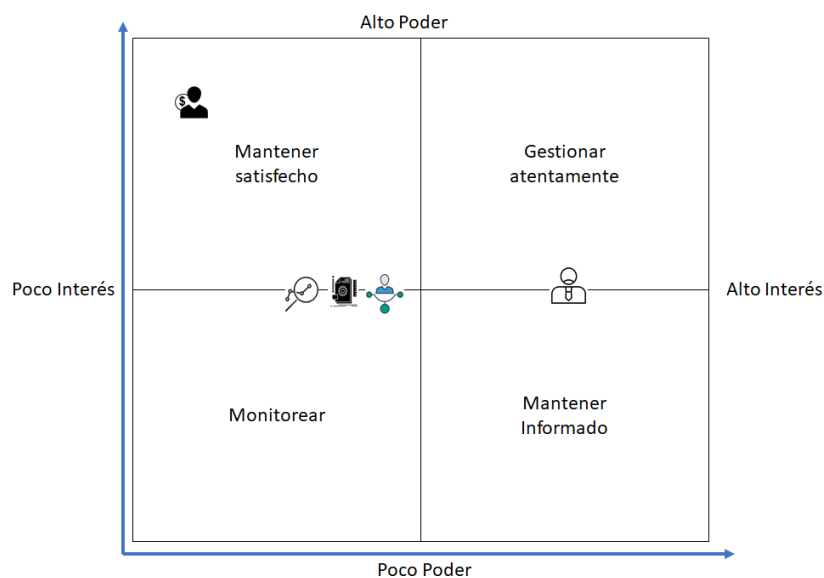 Alto Poder
$
Mantener
satisfecho
Gestionar
atentamente
Poco Interés
Alto Interés
Monitorear
Mantener
Informado
Poco Poder